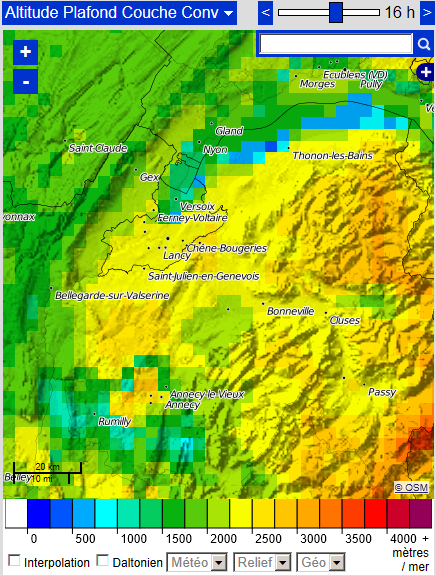 Altitude Plafond Couche Conv
< 16 h >
+
-
+
Ecublens (VD)
Morges
Pully
Ve
Gland
Saint-Claude
Nyon
Thonon-les-Bains
Gex
Versoix
yonnax
Ferney-Voltaire
Chêne-Bougeries
Lancy
Saint-Julien-en-Genevois
Bellegarde-sur-Valserine
Bonneville
Cluses
Passy
Annecy le Vieux
Annecy
Rumilly
20 km
10 mi
Belley
© OSM
0 500 1000 1500 2000 2500 3000 3500 4000 +
mètres
/ mer
Interpolation Daltonien Météo Relief Géo